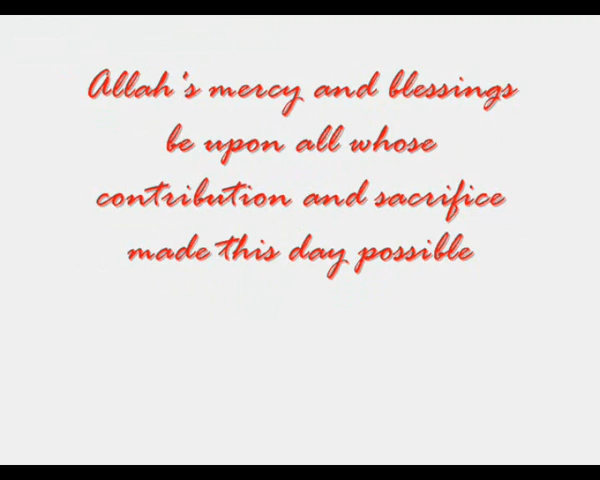 Allah's mercy and blessings
be upon all whose
contribution and sacrifice
made this day possible